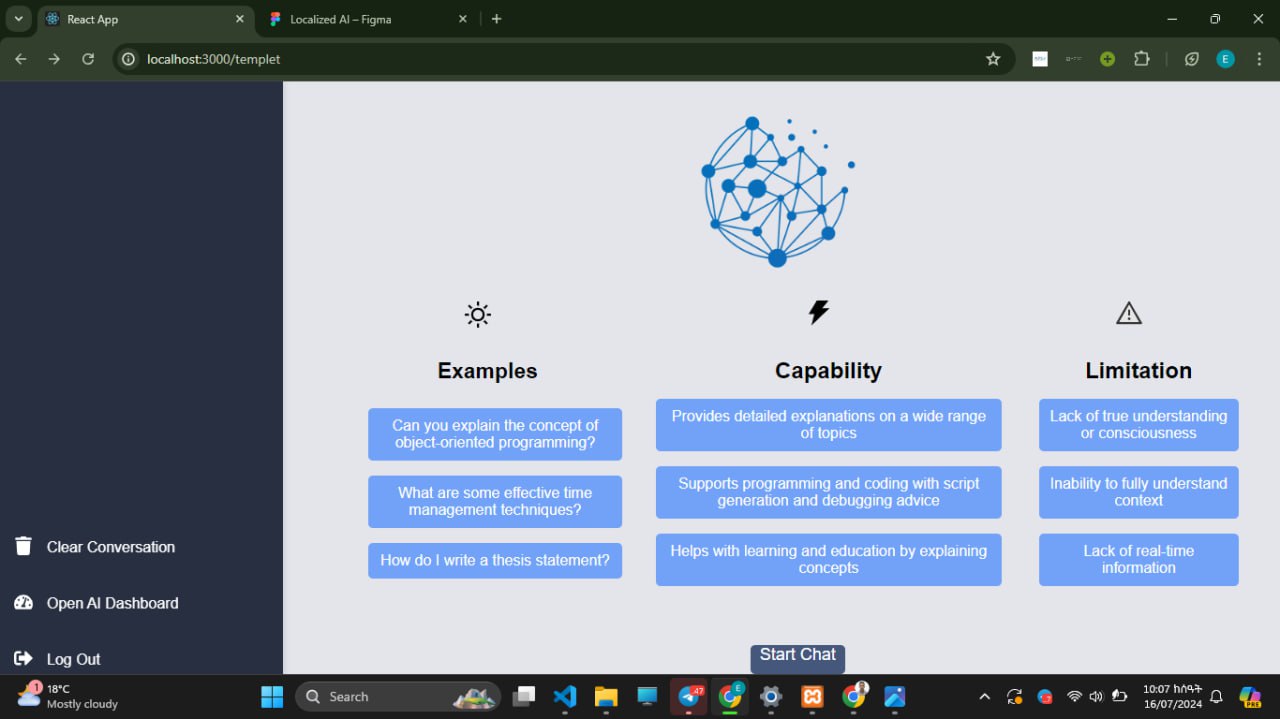 React App
Localized AI – Figma
localhost:3000/templet
E
Examples
Capability
Limitation
Can you explain the concept of
object-oriented programming?
What are some effective time
management techniques?
How do I write a thesis statement?
Provides detailed explanations on a wide range
of topics
Supports programming and coding with script
generation and debugging advice
Helps with learning and education by explaining
concepts
Lack of true understanding
or consciousness
Inability to fully understand
context
Lack of real-time
information
Clear Conversation
Open AI Dashboard
Log Out
Start Chat
1
18°C
Mostly cloudy
Search
47
E
10:07 ከሰዓት
16/07/2024
PRE